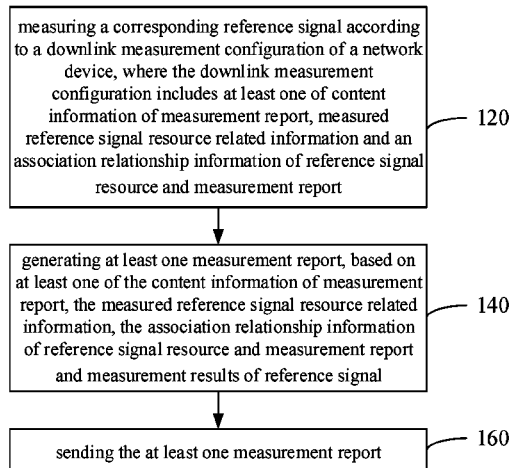 measuring a corresponding reference signal according
to a downlink measurement configuration of a network
device, where the downlink measurement
configuration includes at least one of content
information of measurement report, measured
reference signal resource related information and an
association relationship information of reference signal
resource and measurement report
120
generating at least one measurement report, based on
at least one of the content information of measurement
report, the measured reference signal resource related
information, the association relationship information
of reference signal resource and measurement report
and measurement results of reference signal
140
sending the at least one measurement report
160